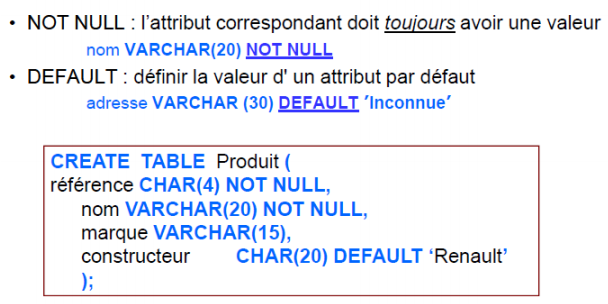 • NOT NULL : l'attribut correspondant doit toujours avoir une valeur
nom VARCHAR(20) NOT NULL
• DEFAULT : définir la valeur d' un attribut par défaut
adresse VARCHAR (30) DEFAULT ′Inconnue′
CREATE TABLE Produit (
référence CHAR(4) NOT NULL,
nom VARCHAR(20) NOT NULL,
marque VARCHAR(15),
constructeur CHAR(20) DEFAULT ‘Renault’
);